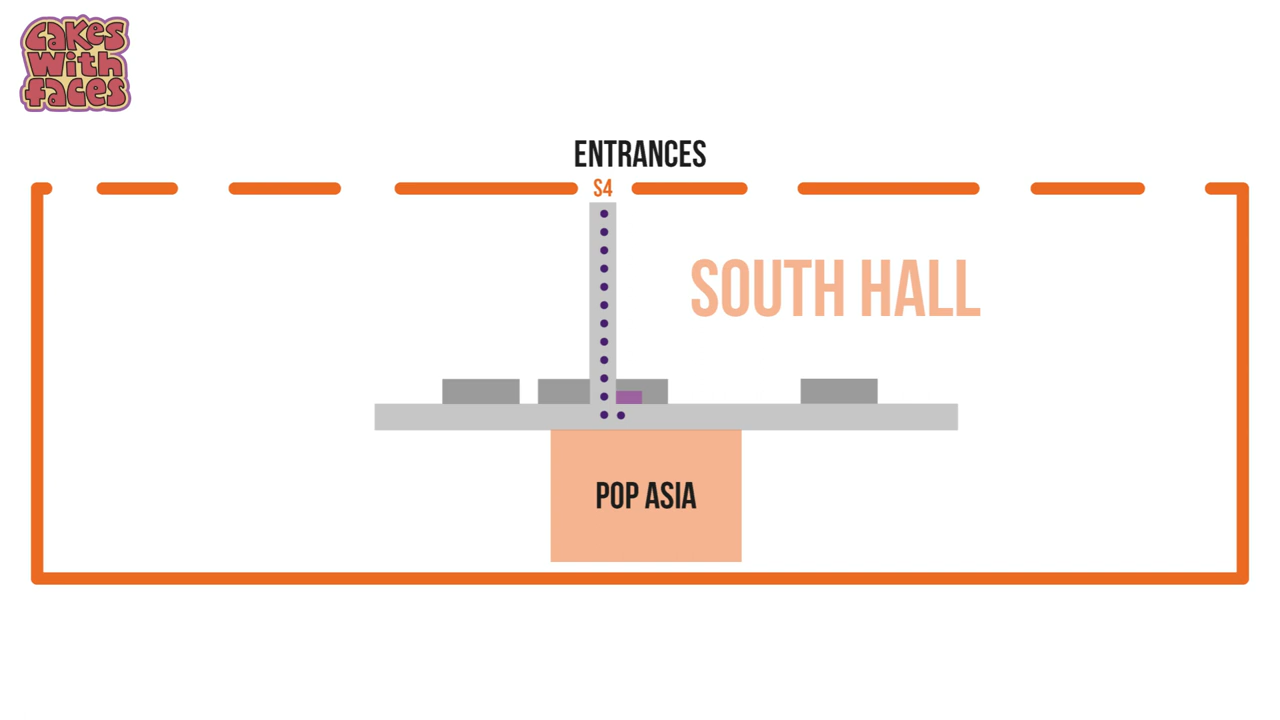 Cakes
With
faces
ENTRANCES
S4
SOUTH HALL
POP ASIA